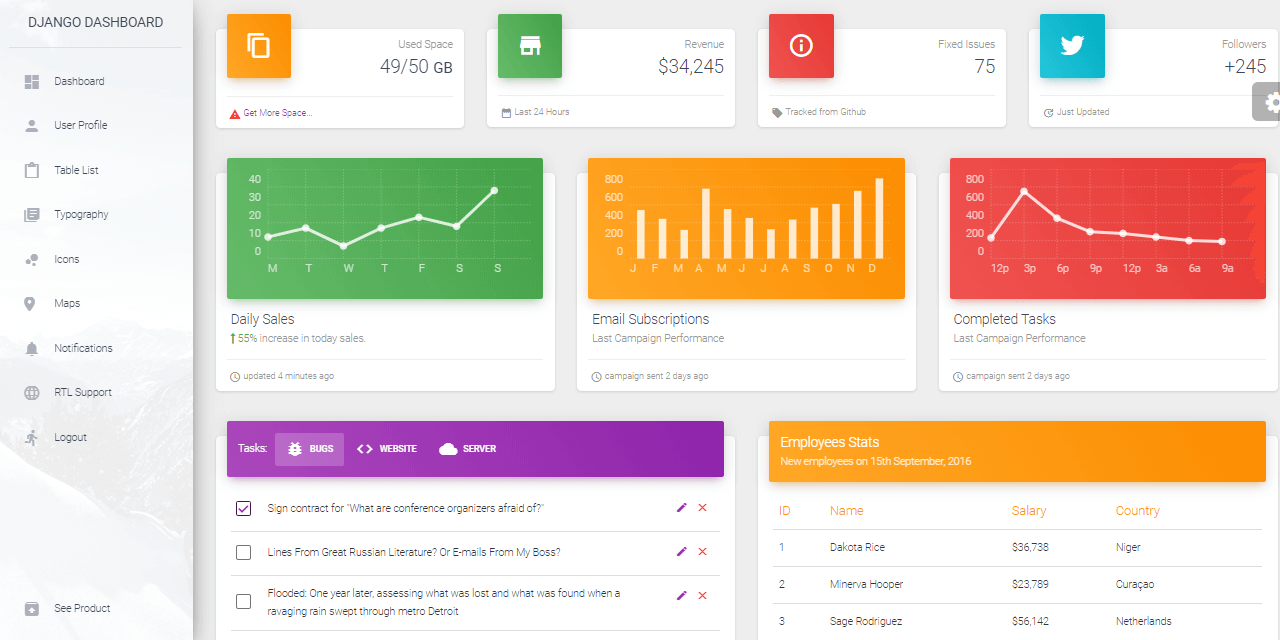 DJANGO DASHBOARD
Dashboard
User Profile
Table List
Typography
Icons
Maps
Notifications
RTL Support
Logout
See Product
Used Space
49/50 GB
Get More Space...
Revenue
$34,245
Last 24 Hours
Fixed Issues
75
Tracked from Github
Followers
+245
Just Updated
40
30
20
10
0
M T W T F S S
Daily Sales
55% increase in today sales.
updated 4 minutes ago
800
600
400
200
0
J F M A M J J A S O N D
Email Subscriptions
Last Campaign Performance
campaign sent 2 days ago
800
600
400
200
0
12p 3p 6p 9p 12p 3a 6a 9a
Completed Tasks
Last Campaign Performance
campaign sent 2 days ago
Tasks: BUGS WEBSITE SERVER
Sign contract for "What are conference organizers afraid of?"
Lines From Great Russian Literature? Or E-mails From My Boss?
Flooded: One year later, assessing what was lost and what was found when a
ravaging rain swept through metro Detroit
Employees Stats
New employees on 15th September, 2016
ID Name Salary Country
1 Dakota Rice $36,738 Niger
2 Minerva Hooper $23,789 Curaçao
3 Sage Rodriguez $56,142 Netherlands